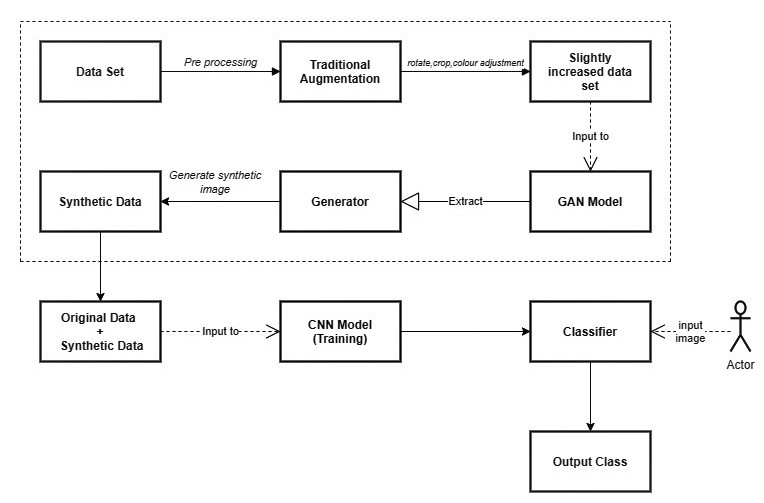 Data Set
Pre processing
Traditional
Augmentation
rotate,crop,colour adjustment
Slightly
increased data
set
Input to
Synthetic Data
Generate synthetic
image
Generator
Extract
GAN Model
Original Data
+
Synthetic Data
Input to
CNN Model
(Training)
Classifier
input
image
Actor
Output Class